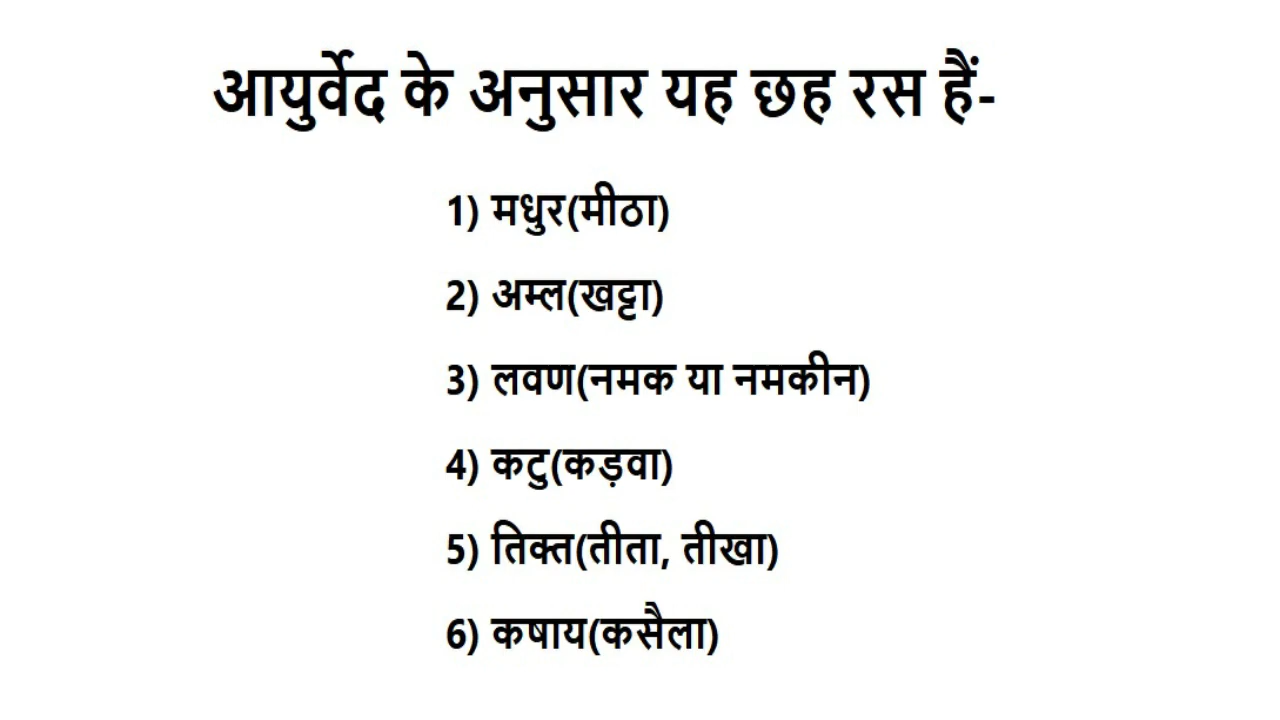 आयुर्वेद के अनुसार यह छह रस हैं-
1) मधुर(मीठा)
2) अम्ल(खट्टा)
3) लवण(नमक या नमकीन)
4) कटु(कड़वा)
5) तिक्त(तीता, तीखा)
6) कषाय(कसैला)